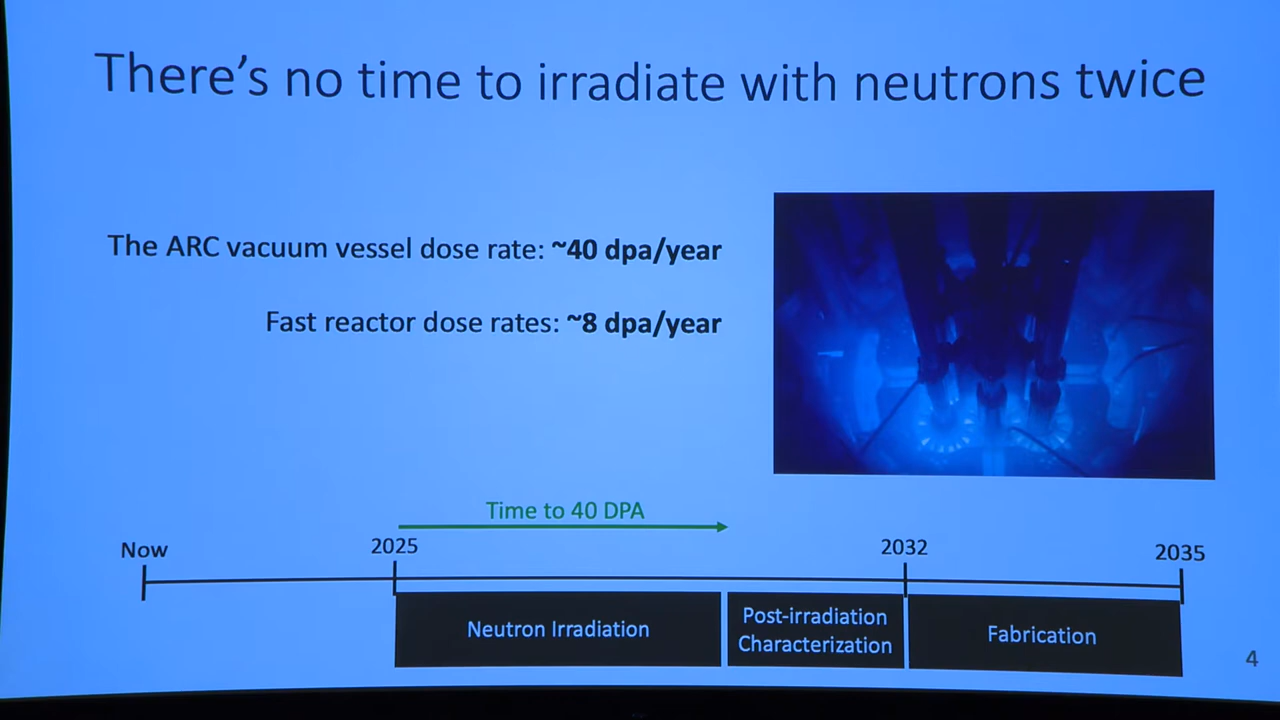 There's no time to irradiate with neutrons twice
The ARC vacuum vessel dose rate: ~40 dpa/year
Fast reactor dose rates: ~8 dpa/year
Time to 40 DPA
Now
2025
2032
2035
Neutron Irradiation
Post-irradiation
Characterization
Fabrication
4